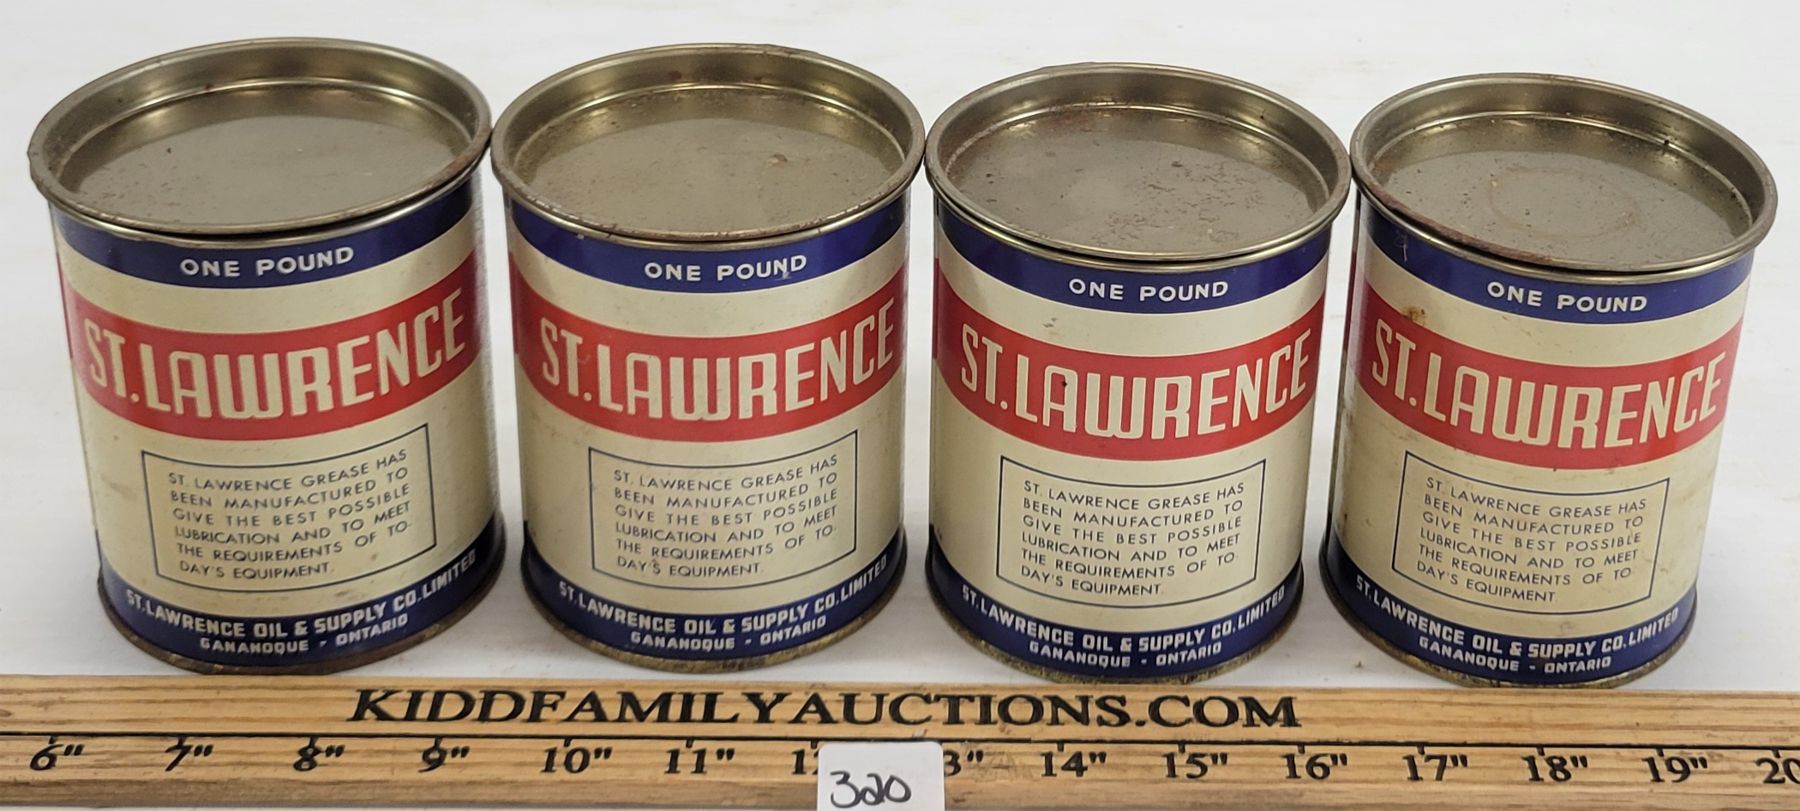 ONE POUND
ST. LAWRENCE
ST. LAWRENCE GREASE HAS
BEEN MANUFACTURED TO
GIVE THE BEST POSSIBLE
LUBRICATION AND TO MEET
THE REQUIREMENTS OF TO-
DAY'S EQUIPMENT.
ST. LAWRENCE OIL & SUPPLY CO. LIMITED
GANANOQUE - ONTARIO
ONE POUND
ST. LAWRENCE
ST. LAWRENCE GREASE HAS
BEEN MANUFACTURED TO
GIVE THE BEST POSSIBLE
LUBRICATION AND TO MEET
THE REQUIREMENTS OF TO-
DAY'S EQUIPMENT.
ST. LAWRENCE OIL & SUPPLY CO. LIMITED
GANANOQUE - ONTARIO
ONE POUND
ST. LAWRENCE
ST. LAWRENCE GREASE HAS
BEEN MANUFACTURED TO
GIVE THE BEST POSSIBLE
LUBRICATION AND TO MEET
THE REQUIREMENTS OF TO-
DAY'S EQUIPMENT.
ST. LAWRENCE OIL & SUPPLY CO. LIMITED
GANANOQUE - ONTARIO
ONE POUND
ST. LAWRENCE
ST. LAWRENCE GREASE HAS
BEEN MANUFACTURED TO
GIVE THE BEST POSSIBLE
LUBRICATION AND TO MEET
THE REQUIREMENTS OF TO-
DAY'S EQUIPMENT.
ST. LAWRENCE OIL & SUPPLY CO. LIMITED
GANANOQUE - ONTARIO
KIDDFAMILYAUCTIONS.COM
6" 7" 8" 9" 10" 11" 3" 14" 15" 16" 17" 18" 19" 20
320